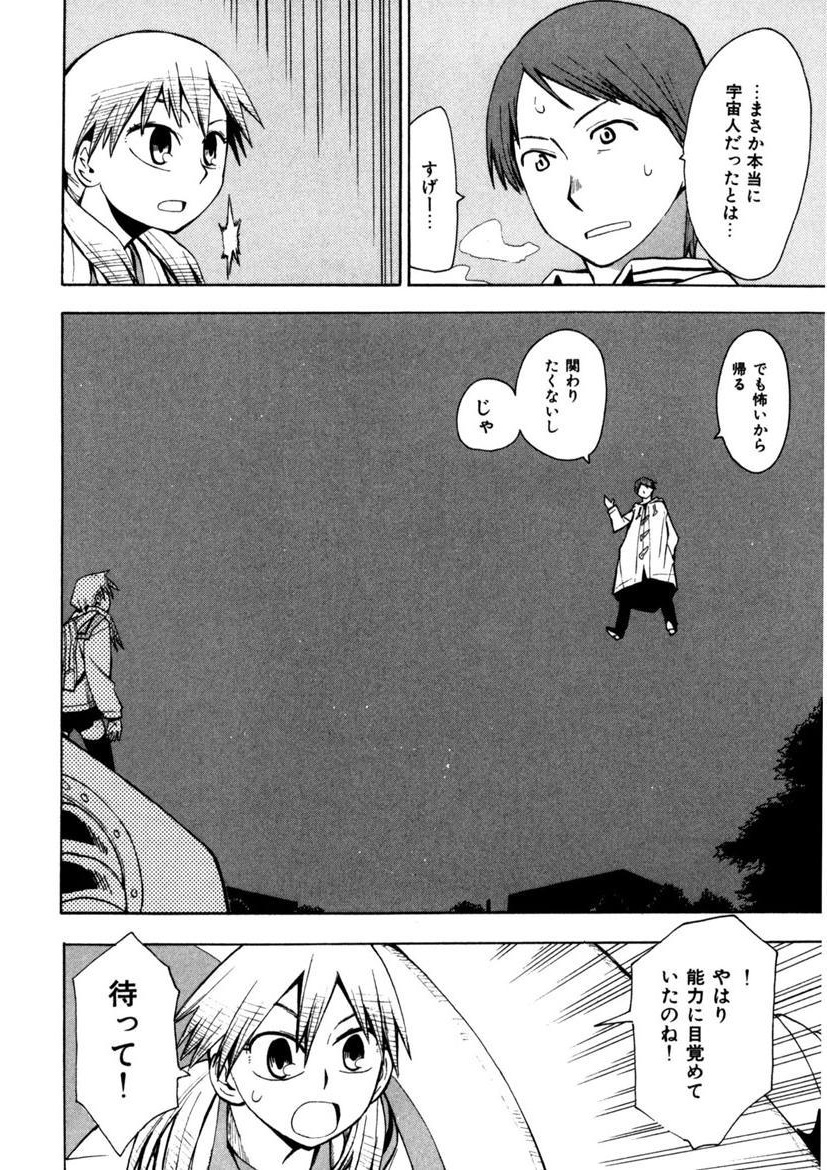 …まさか本当に
宇宙人だったとは…
すげー…
でも怖いから
帰る
関わり
たくないし
じゃ
！
やはり
能力に目覚めて
いたのね！
待って！